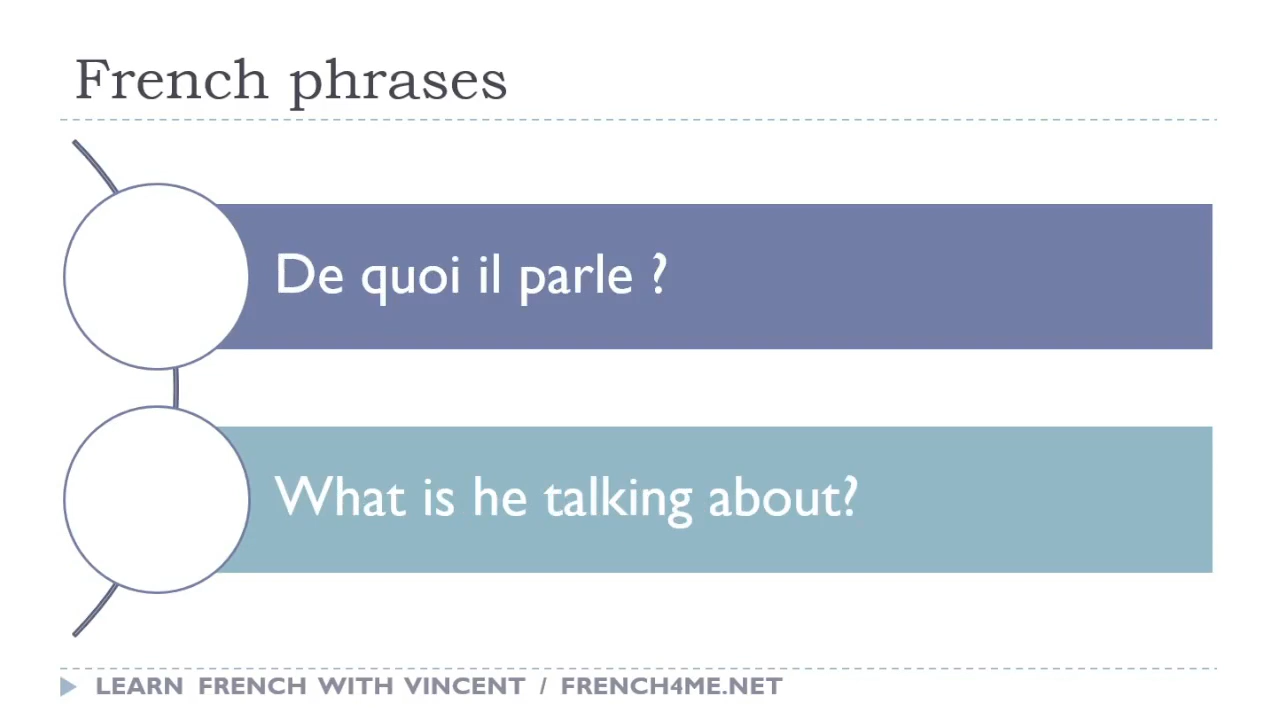 French phrases
De quoi il parle ?
What is he talking about?
LEARN FRENCH WITH VINCENT / FRENCH4ME.NET